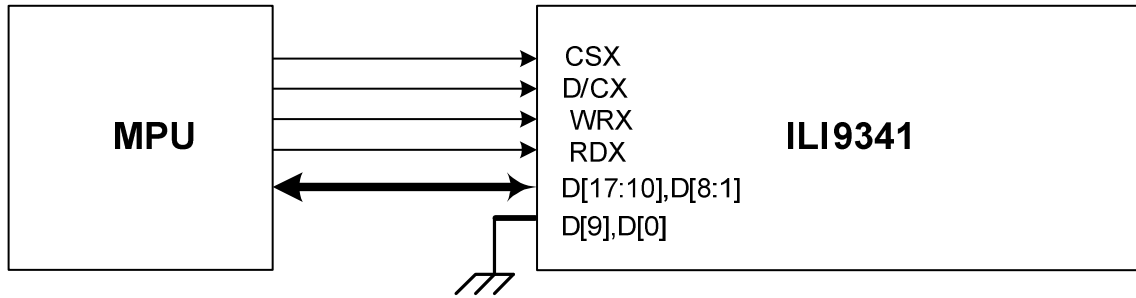 MPU
CSX
D/CX
WRX
RDX
D[17:10],D[8:1]
D[9],D[0]
ILI9341